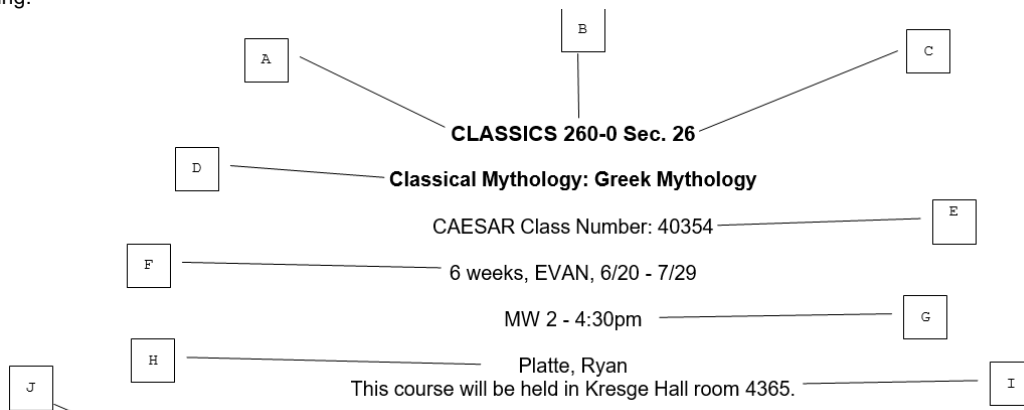 ing.
B
A
C
CLASSICS 260-0 Sec. 26
D
Classical Mythology: Greek Mythology
E
CAESAR Class Number: 40354
F
6 weeks, EVAN, 6/20 - 7/29
G
MW 2 - 4:30pm
H
Platte, Ryan
J
This course will be held in Kresge Hall room 4365.
I